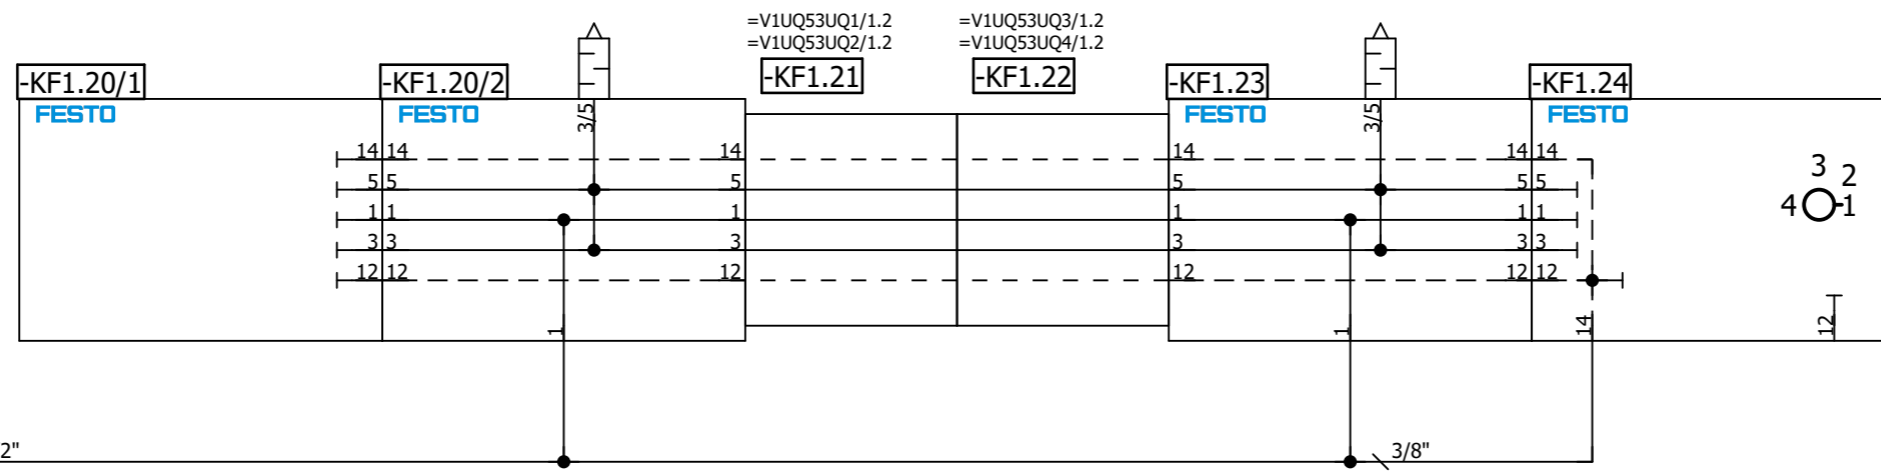 =V1UQ53UQ1/1.2 =V1UQ53UQ3/1.2
=V1UQ53UQ2/1.2 =V1UQ53UQ4/1.2
-KF1.20/1 -KF1.20/2 -KF1.21 -KF1.22 -KF1.23 -KF1.24
FESTO FESTO FESTO FESTO
3/5 3/5
14 14 14 14 14 14
5 5 5 5 5 5
1 1 1 1 1 1
3 3 3 3 3 3
12 12 12 12 12 12
3 2
4 1
1 1 14 12
2" 3/8"